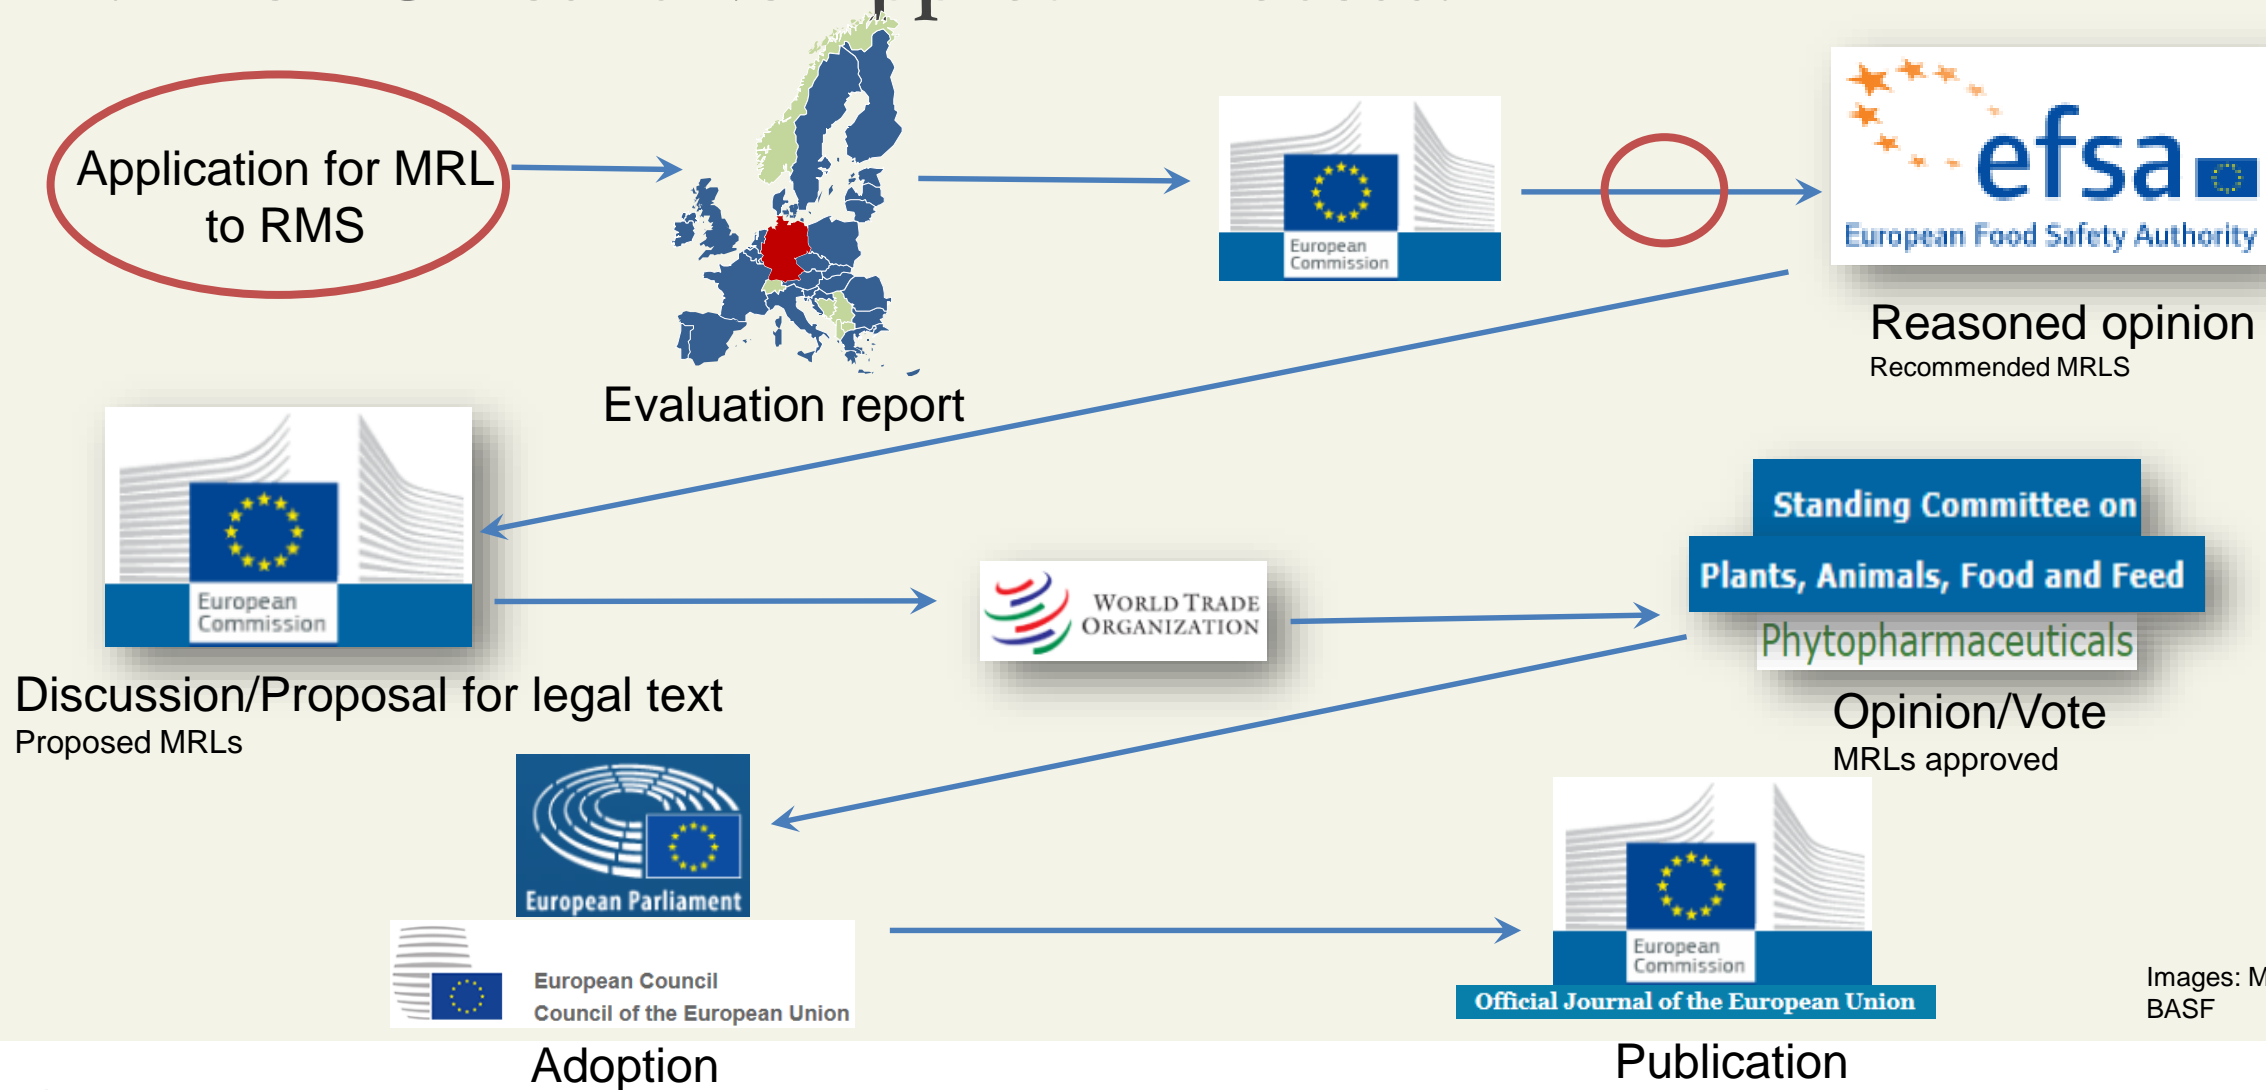 Application for MRL
to RMS
European
Commission
efsa
European Food Safety Authority
Reasoned opinion
Recommended MRLS
Evaluation report
European
Commission
Discussion/Proposal for legal text
Proposed MRLs
WORLD TRADE
ORGANIZATION
Standing Committee on
Plants, Animals, Food and Feed
Phytopharmaceuticals
Opinion/Vote
MRLs approved
European Parliament
European Council
Council of the European Union
Adoption
European
Commission
Official Journal of the European Union
Publication
Images: M
BASF